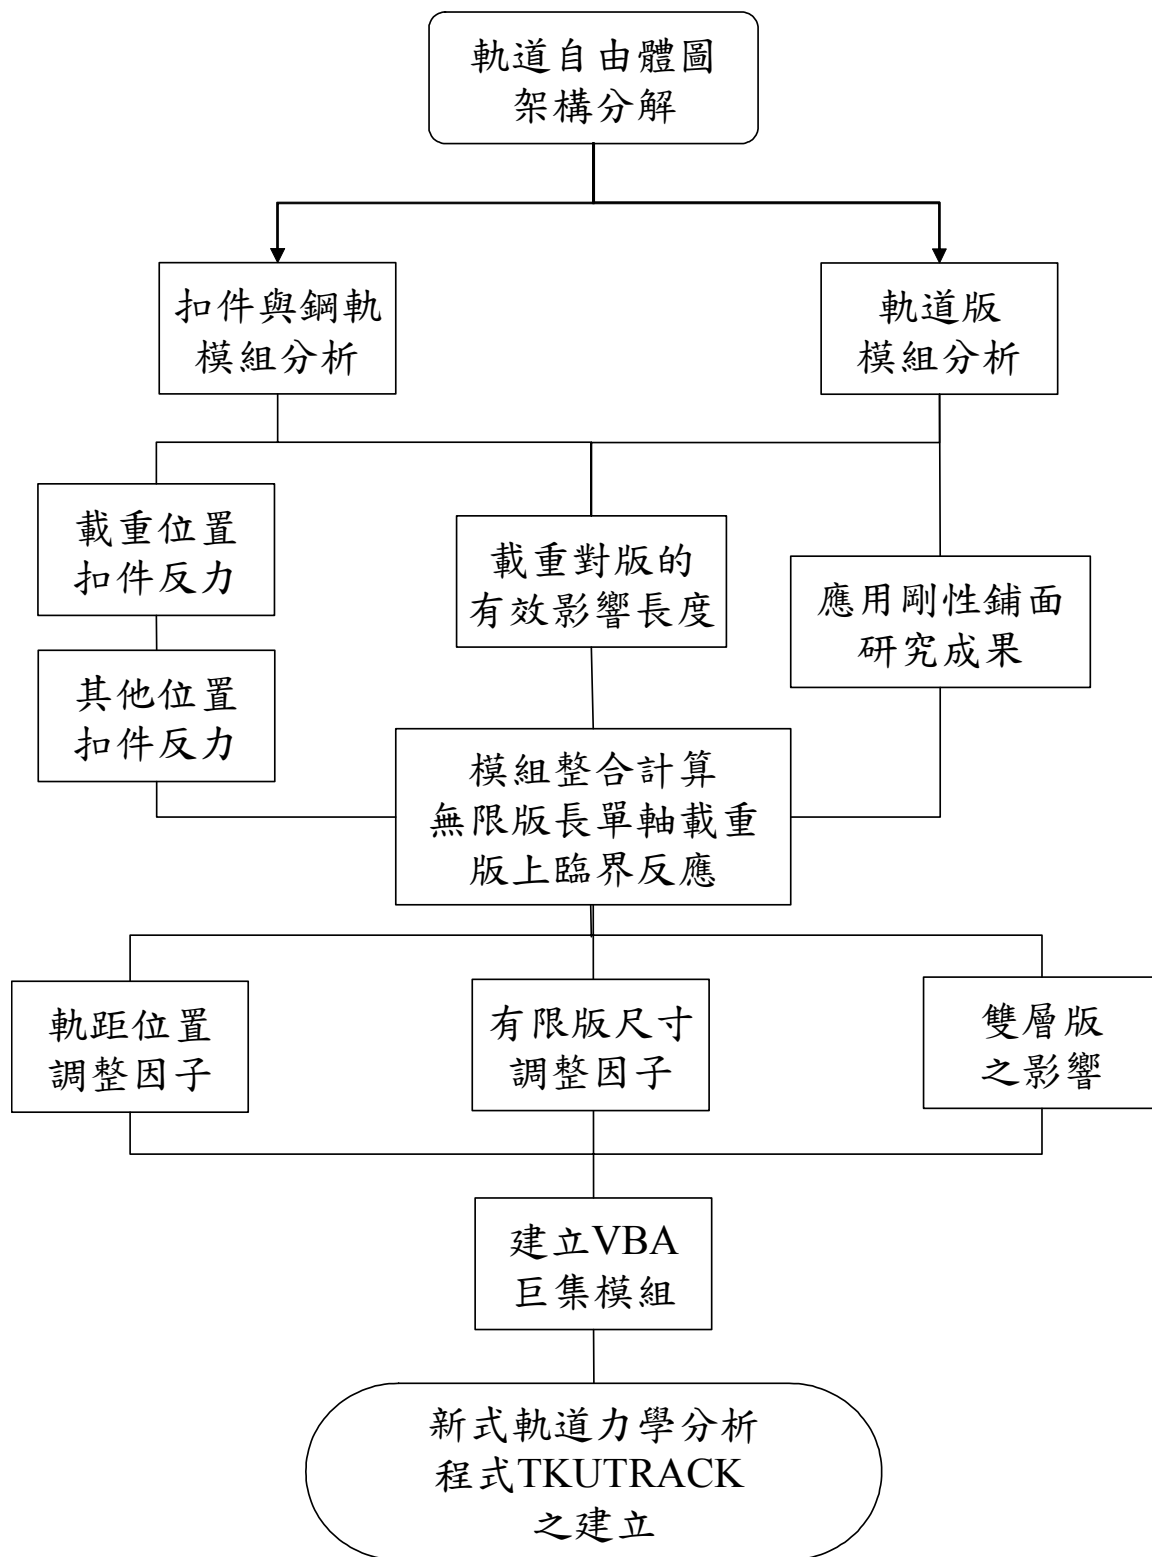 軌道自由體圖
架構分解
扣件與鋼軌
模組分析
軌道版
模組分析
載重位置
扣件反力
載重對版的
有效影響長度
應用剛性鋪面
研究成果
其他位置
扣件反力
模組整合計算
無限版長單軸載重
版上臨界反應
軌距位置
調整因子
有限版尺寸
調整因子
雙層版
之影響
建立VBA
巨集模組
新式軌道力學分析
程式TKUTRACK
之建立